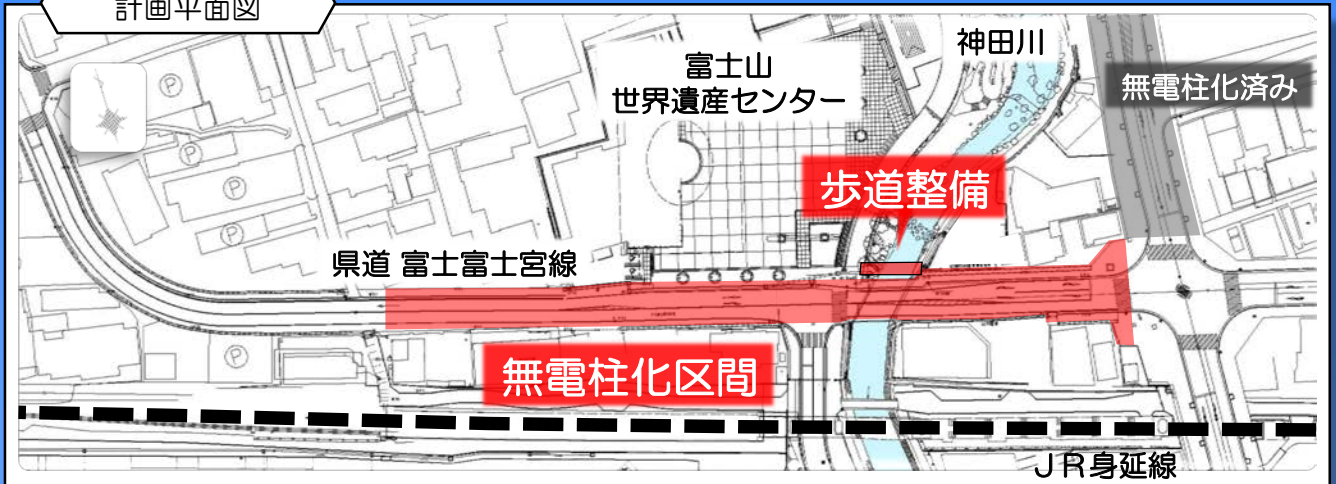 計画平面図
神田川
富士山
世界遺産センター
無電柱化済み
歩道整備
県道 富士富士宮線
無電柱化区間
JR身延線
P
P
P
P
P